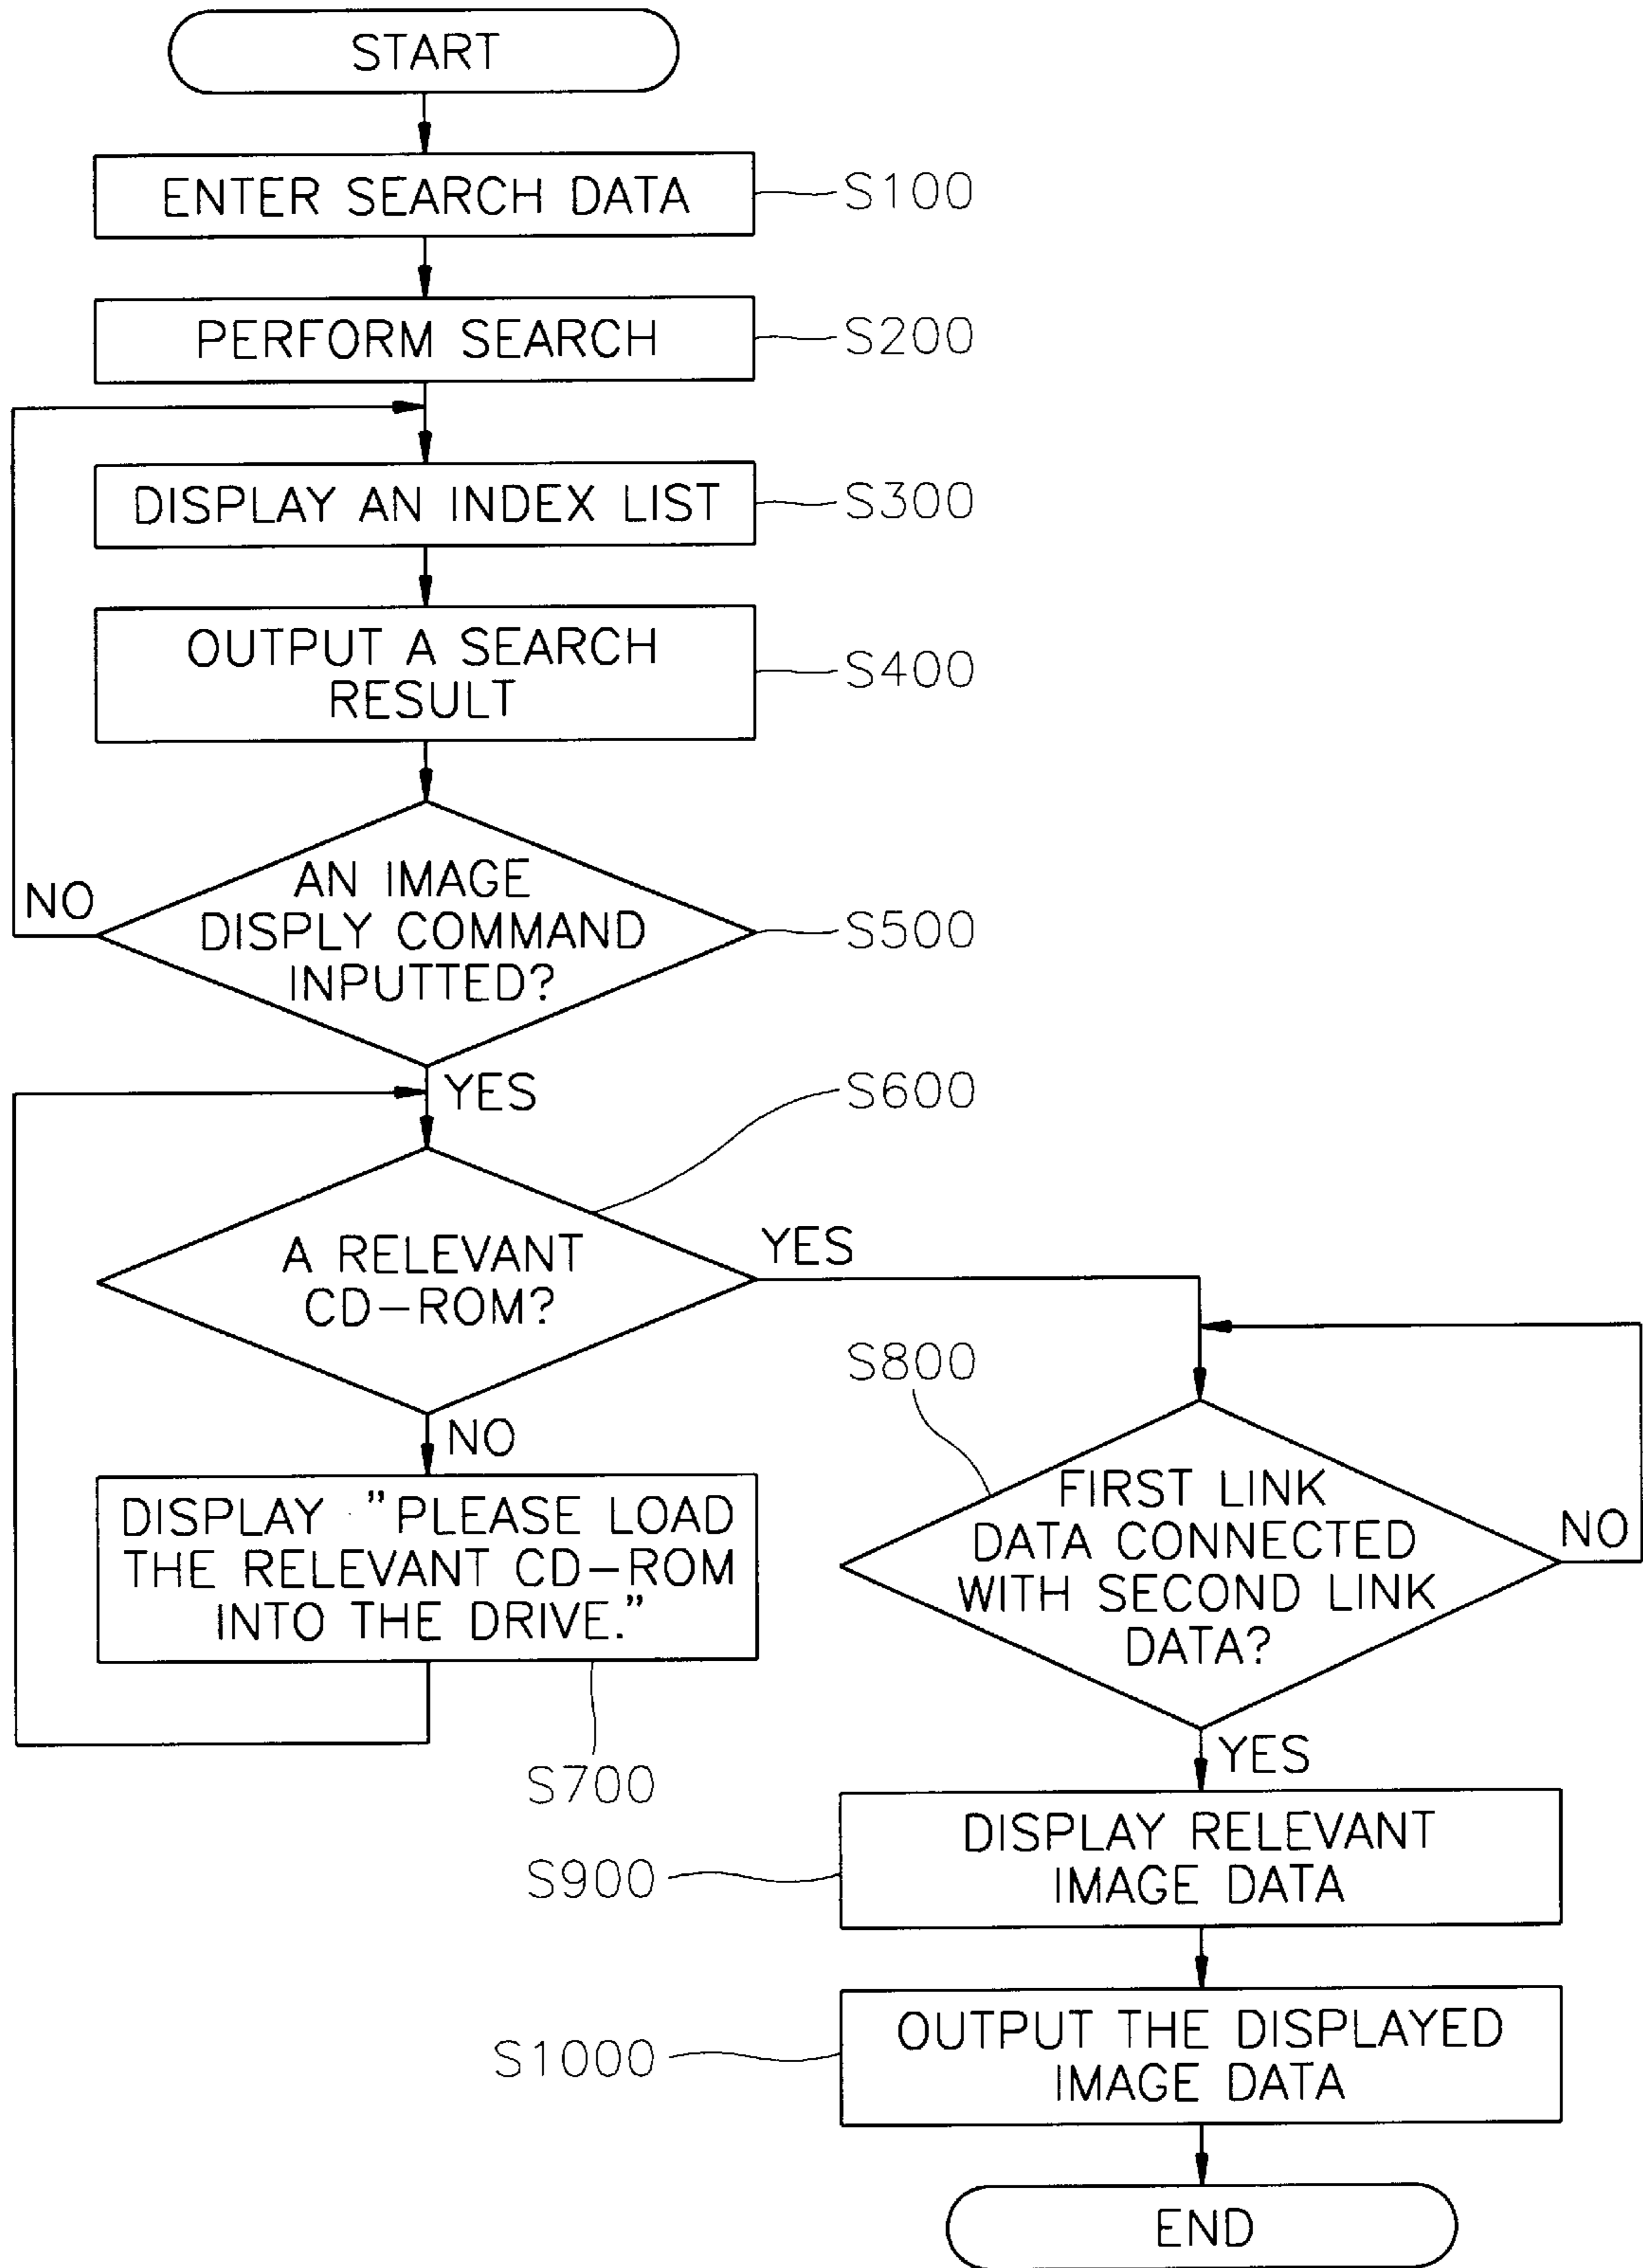 START
ENTER SEARCH DATA
S100
PERFORM SEARCH
S200
DISPLAY AN INDEX LIST
S300
OUTPUT A SEARCH
RESULT
S400
AN IMAGE
DISPLY COMMAND
INPUTTED?
NO
S500
YES
S600
A RELEVANT
CD-ROM?
YES
NO
DISPLAY "PLEASE LOAD
THE RELEVANT CD-ROM
INTO THE DRIVE."
S700
S800
FIRST LINK
DATA CONNECTED
WITH SECOND LINK
DATA?
NO
YES
DISPLAY RELEVANT
IMAGE DATA
S900
OUTPUT THE DISPLAYED
IMAGE DATA
S1000
END